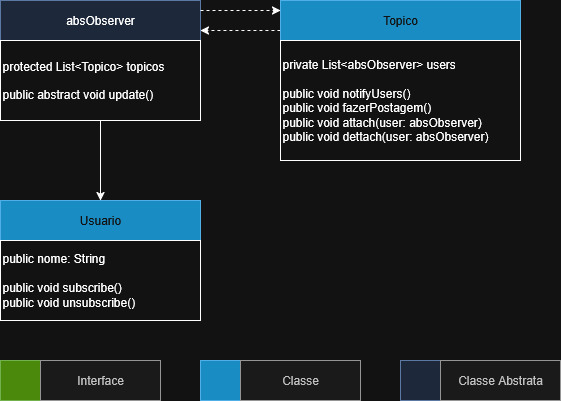 absObserver
protected List<Topico> topicos
public abstract void update()
Topico
private List<absObserver> users
public void notifyUsers()
public void fazerPostagem()
public void attach(user: absObserver)
public void dettach(user: absObserver)
Usuario
public nome: String
public void subscribe()
public void unsubscribe()
Interface
Classe
Classe Abstrata